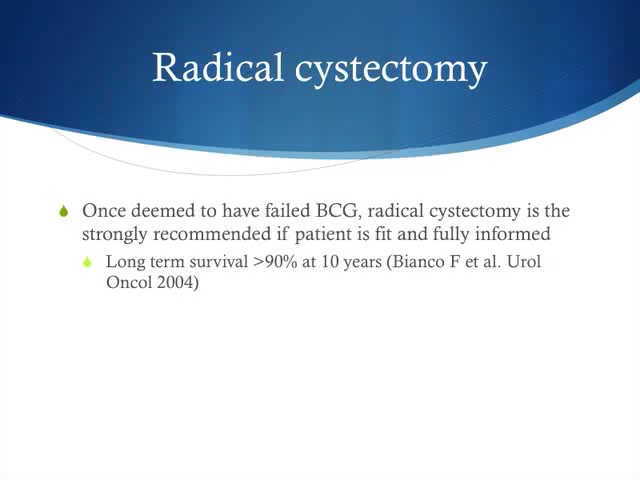 Radical cystectomy
Once deemed to have failed BCG, radical cystectomy is the
strongly recommended if patient is fit and fully informed
Long term survival >90% at 10 years (Bianco F et al. Urol
Oncol 2004)